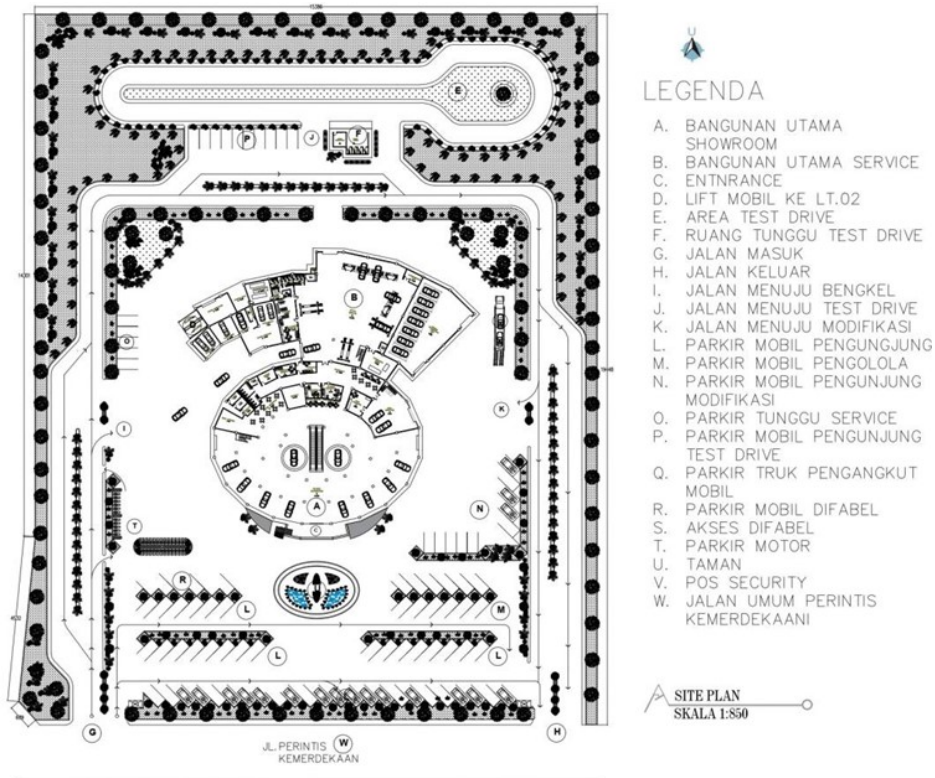 U
LEGENDA
A. BANGUNAN UTAMA
SHOWROOM
B. BANGUNAN UTAMA SERVICE
C. ENTNRANCE
D. LIFT MOBIL KE LT.02
E. AREA TEST DRIVE
F. RUANG TUNGGU TEST DRIVE
G. JALAN MASUK
H. JALAN KELUAR
I. JALAN MENUJU BENGKEL
J. JALAN MENUJU TEST DRIVE
K. JALAN MENUJU MODIFIKASI
L. PARKIR MOBIL PENGUNGJUNG
M. PARKIR MOBIL PENGOLOLA
N. PARKIR MOBIL PENGUNJUNG
MODIFIKASI
O. PARKIR TUNGGU SERVICE
P. PARKIR MOBIL PENGUNJUNG
TEST DRIVE
Q. PARKIR TRUK PENGANGKUT
MOBIL
R. PARKIR MOBIL DIFABEL
S. AKSES DIFABEL
T. PARKIR MOTOR
U. TAMAN
V. POS SECURITY
W. JALAN UMUM PERINTIS
KEMERDEKAANI
SITE PLAN
SKALA 1:850
E
P
J
F
B
O
K
I
A
C
N
T
R
L
M
L
L
G
JL. PERINTIS W
KEMERDEKAAN
H